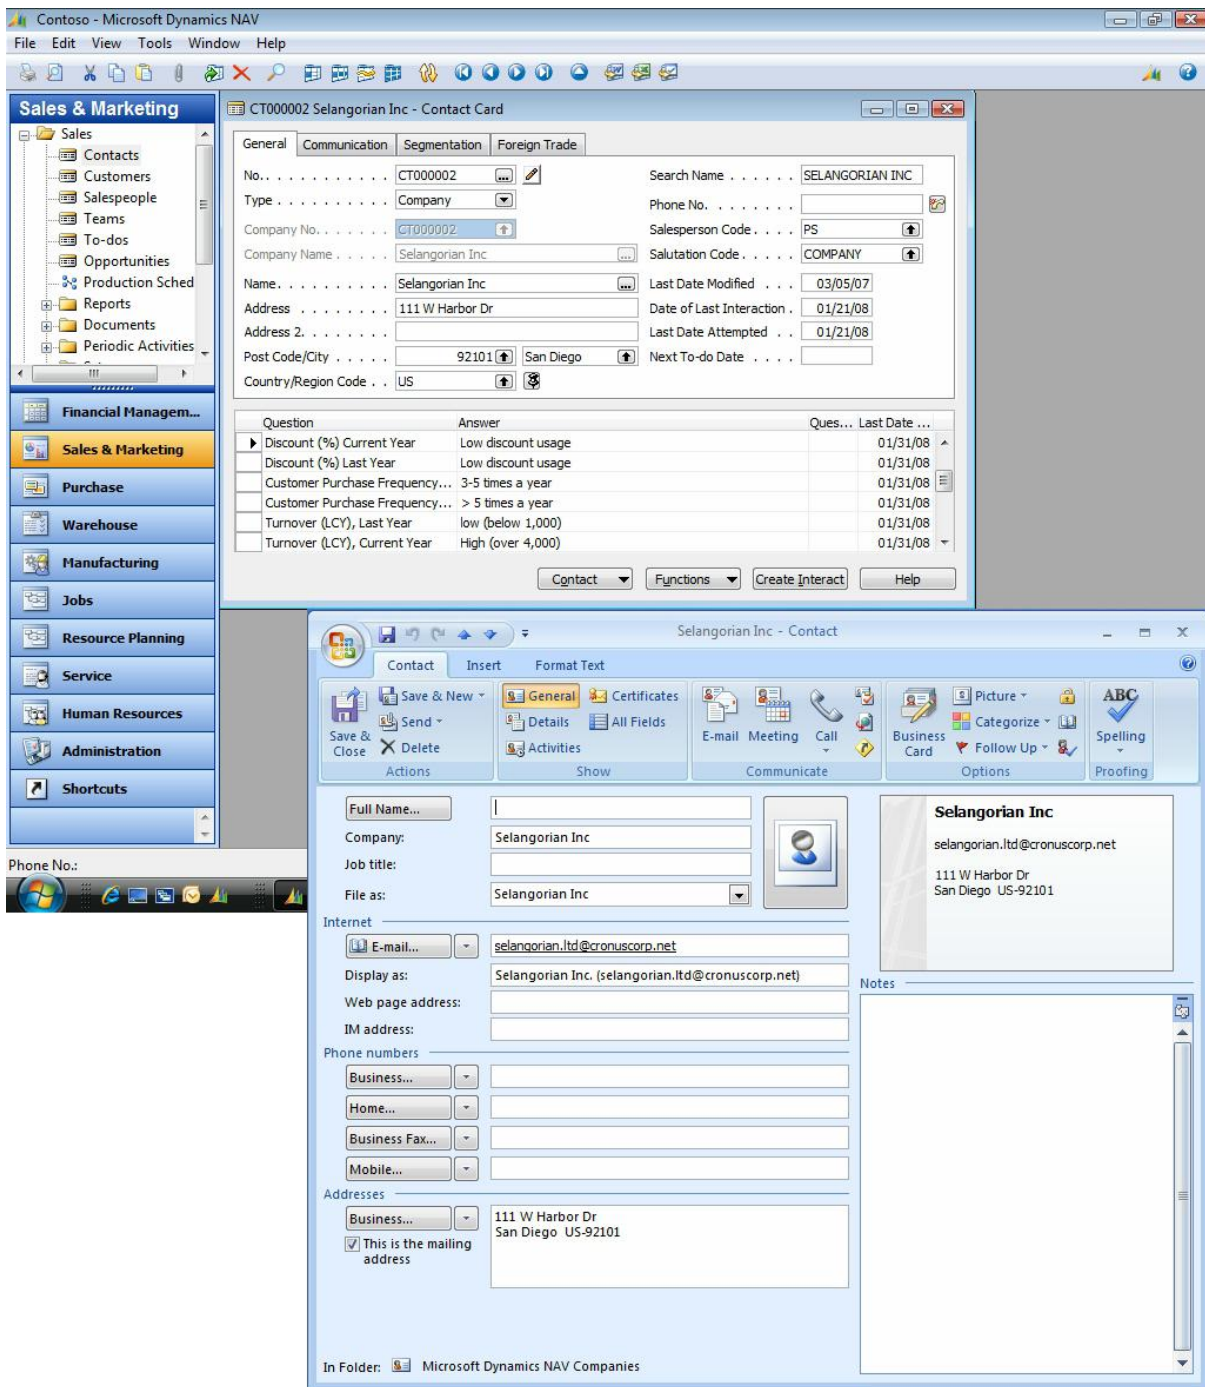 Contoso - Microsoft Dynamics NAV
File Edit View Tools Window Help
Sales & Marketing
Sales
Contacts
Customers
Salespeople
Teams
To-dos
Opportunities
Production Sched
Reports
Documents
Periodic Activities
Financial Managem...
Sales & Marketing
Purchase
Warehouse
Manufacturing
Jobs
Resource Planning
Service
Human Resources
Administration
Shortcuts
Phone No.:
CT000002 Selangorian Inc - Contact Card
General Communication Segmentation Foreign Trade
No.. . . . . . . . . . . CT000002 Search Name . . . . . . SELANGORIAN INC
Type . . . . . . . . . . Company Phone No. . . . . . . .
Company No. . . . . . . CT000002 Salesperson Code. . . . PS
Company Name . . . . . Selangorian Inc Salutation Code. . . . . COMPANY
Name. . . . . . . . . . Selangorian Inc Last Date Modified . . . 03/05/07
Address . . . . . . . . 111 W Harbor Dr Date of Last Interaction . 01/21/08
Address 2. . . . . . . . Last Date Attempted . . 01/21/08
Post Code/City . . . . . 92101 San Diego Next To-do Date . . . .
Country/Region Code . . US
Question Answer Ques... Last Date ...
Discount (%) Current Year Low discount usage 01/31/08
Discount (%) Last Year Low discount usage 01/31/08
Customer Purchase Frequency... 3-5 times a year 01/31/08
Customer Purchase Frequency... > 5 times a year 01/31/08
Turnover (LCY), Last Year low (below 1,000) 01/31/08
Turnover (LCY), Current Year High (over 4,000) 01/31/08
Contact Functions Create Interact Help
Selangorian Inc - Contact
Contact Insert Format Text
Save & Close
Save & New
Send
Delete
Actions
General
Details
Activities
Certificates
All Fields
Show
E-mail Meeting Call
Communicate
Business Card
Picture
Categorize
Follow Up
Options
ABC
Spelling
Proofing
Full Name...
Company: Selangorian Inc
Job title:
File as: Selangorian Inc
Internet
E-mail... selangorian.ltd@cronuscorp.net
Display as: Selangorian Inc. (selangorian.ltd@cronuscorp.net)
Web page address:
IM address:
Phone numbers
Business...
Home...
Business Fax...
Mobile...
Addresses
Business... 111 W Harbor Dr
San Diego US-92101
This is the mailing
address
In Folder: Microsoft Dynamics NAV Companies
Selangorian Inc
selangorian.ltd@cronuscorp.net
111 W Harbor Dr
San Diego US-92101
Notes